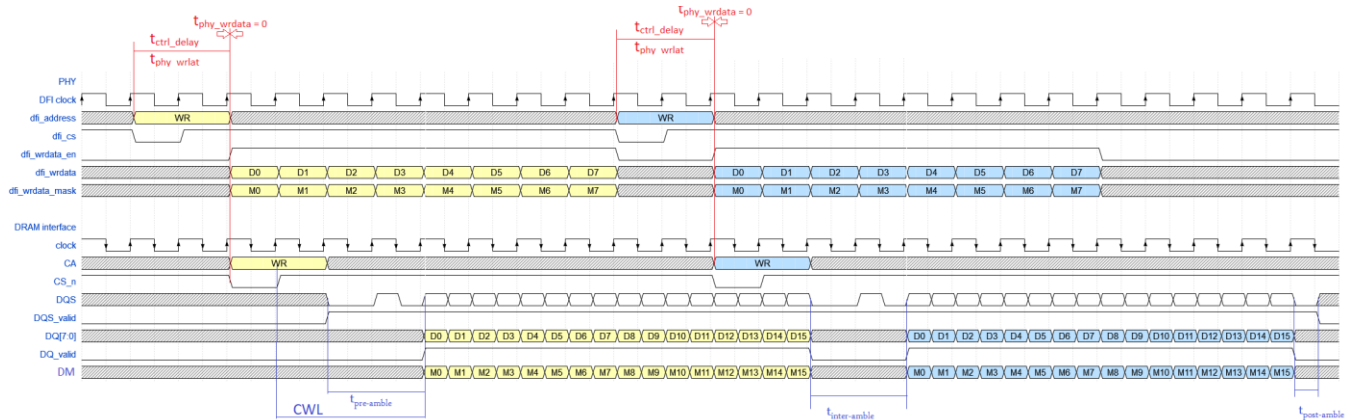 tphy_wrdata = 0 tphy_wrdata = 0
tctrl_delay tctrl_delay
tphy wrlat tphy wrlat
PHY
DFI clock
dfi_address WR WR
dfi_cs
dfi_wrdata_en
dfi_wrdata D0 D1 D2 D3 D4 D5 D6 D7 D0 D1 D2 D3 D4 D5 D6 D7
dfi_wrdata_mask M0 M1 M2 M3 M4 M5 M6 M7 M0 M1 M2 M3 M4 M5 M6 M7
DRAM interface
clock
CA WR WR
CS_n
DQS
DQS_valid
DQ[7:0] D0 D1 D2 D3 D4 D5 D6 D7 D8 D9 D10 D11 D12 D13 D14 D15 D0 D1 D2 D3 D4 D5 D6 D7 D8 D9 D10 D11 D12 D13 D14 D15
DQ_valid
DM M0 M1 M2 M3 M4 M5 M6 M7 M8 M9 M10 M11 M12 M13 M14 M15 M0 M1 M2 M3 M4 M5 M6 M7 M8 M9 M10 M11 M12 M13 M14 M15
CWL tpre-amble tinter-amble tpost-amble